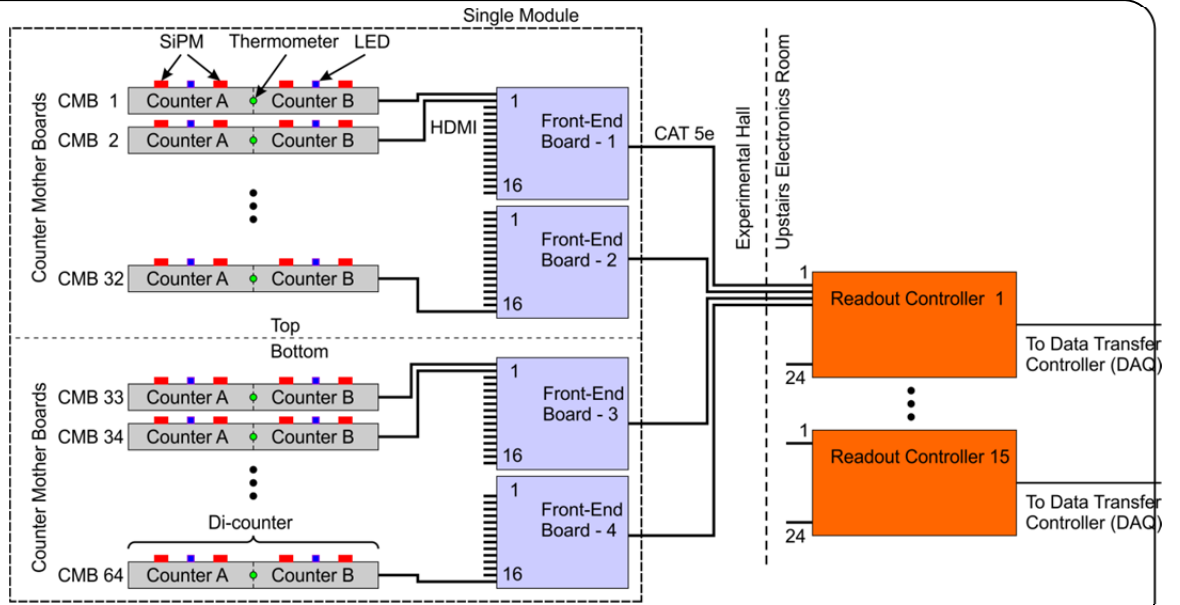 Single Module
SiPM
Thermometer
LED
Counter Mother Boards
CMB 1
Counter A
Counter B
CMB 2
Counter A
Counter B
CMB 32
Counter A
Counter B
HDMI
1
Front-End
Board - 1
16
1
Front-End
Board - 2
16
Top
Bottom
Counter Mother Boards
CMB 33
Counter A
Counter B
CMB 34
Counter A
Counter B
Di-counter
CMB 64
Counter A
Counter B
1
Front-End
Board - 3
16
1
Front-End
Board - 4
16
CAT 5e
Experimental Hall
Upstairs Electronics Room
1
Readout Controller 1
24
To Data Transfer
Controller (DAQ)
1
Readout Controller 15
24
To Data Transfer
Controller (DAQ)